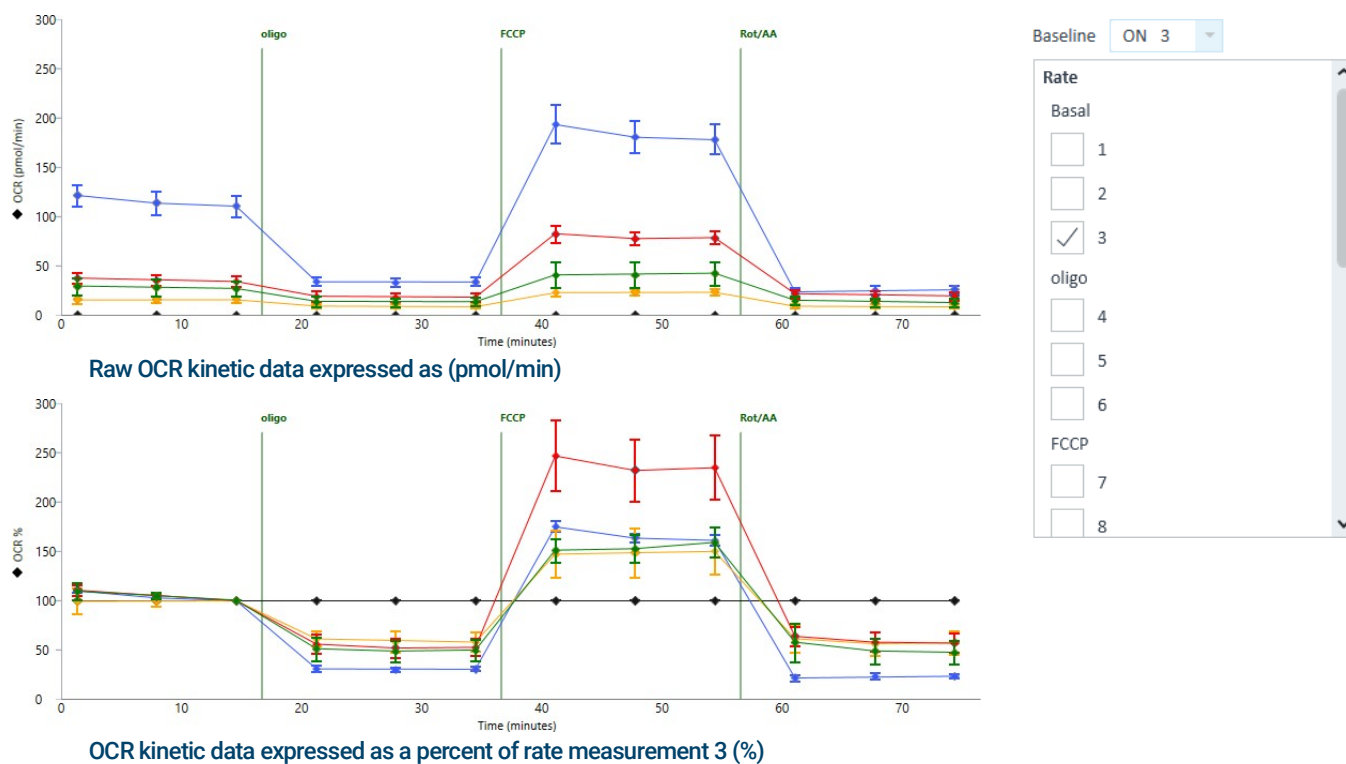 300
250
200
150
100
50
0
◆ OCR (pmol/min)
oligo FCCP Rot/AA
0 10 20 30 40 50 60 70
Time (minutes)
Raw OCR kinetic data expressed as (pmol/min)
300
250
200
150
100
50
0
◆ OCR %
oligo FCCP Rot/AA
0 10 20 30 40 50 60 70
Time (minutes)
OCR kinetic data expressed as a percent of rate measurement 3 (%)
Baseline ON 3
Rate
Basal
1
2
3
oligo
4
5
6
FCCP
7
8